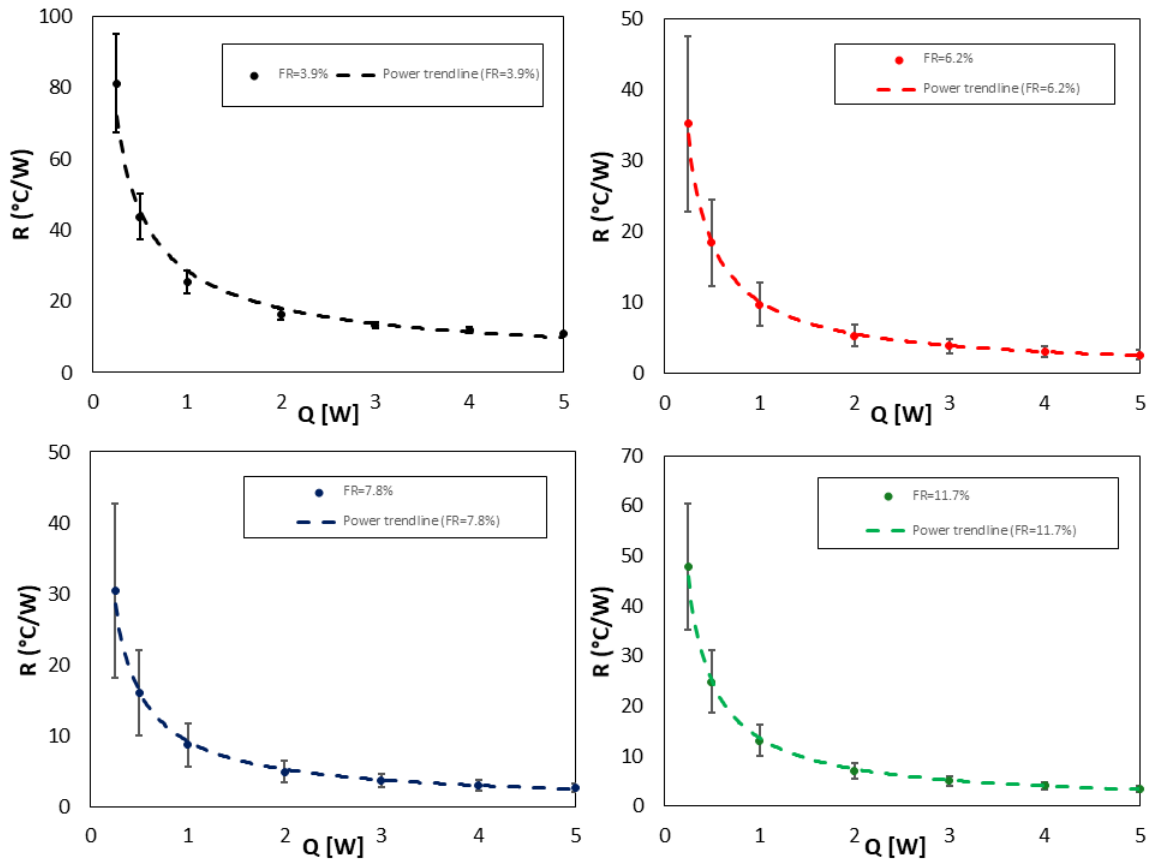 100
80
60
40
20
0
R (°C/W)
FR=3.9% Power trendline (FR=3.9%)
0 1 2 3 4 5
Q [W]
50
40
30
20
10
0
R (°C/W)
FR=6.2%
Power trendline (FR=6.2%)
0 1 2 3 4 5
Q [W]
50
40
30
20
10
0
R (°C/W)
FR=7.8%
Power trendline (FR=7.8%)
0 1 2 3 4 5
Q [W]
70
60
50
40
30
20
10
0
R (°C/W)
FR=11.7%
Power trendline (FR=11.7%)
0 1 2 3 4 5
Q [W]